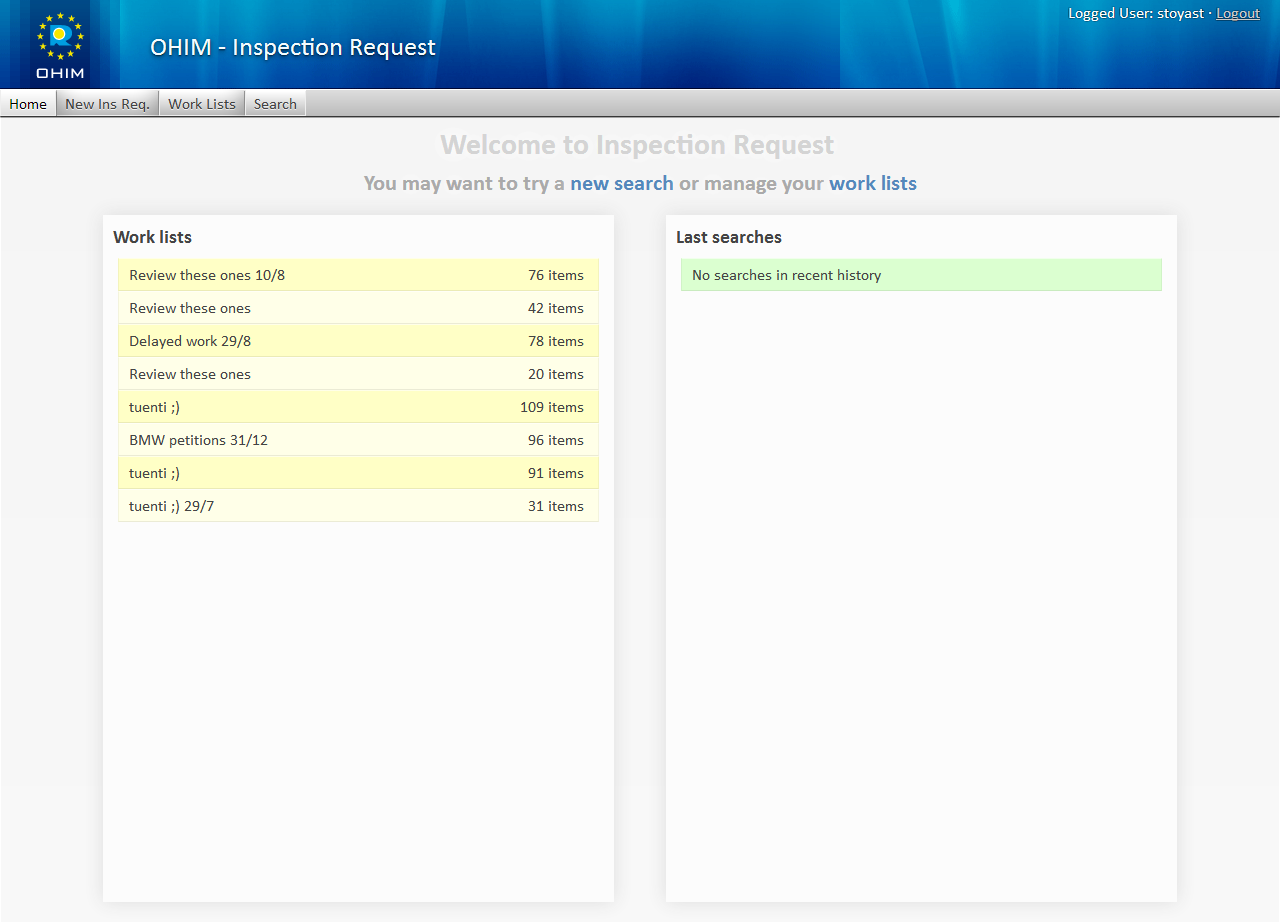 Logged User: stoyast · Logout
OHIM
OHIM - Inspection Request
Home New Ins Req. Work Lists Search
Welcome to Inspection Request
You may want to try a new search or manage your work lists
Work lists
Review these ones 10/8 76 items
Review these ones 42 items
Delayed work 29/8 78 items
Review these ones 20 items
tuenti ;) 109 items
BMW petitions 31/12 96 items
tuenti ;) 91 items
tuenti ;) 29/7 31 items
Last searches
No searches in recent history